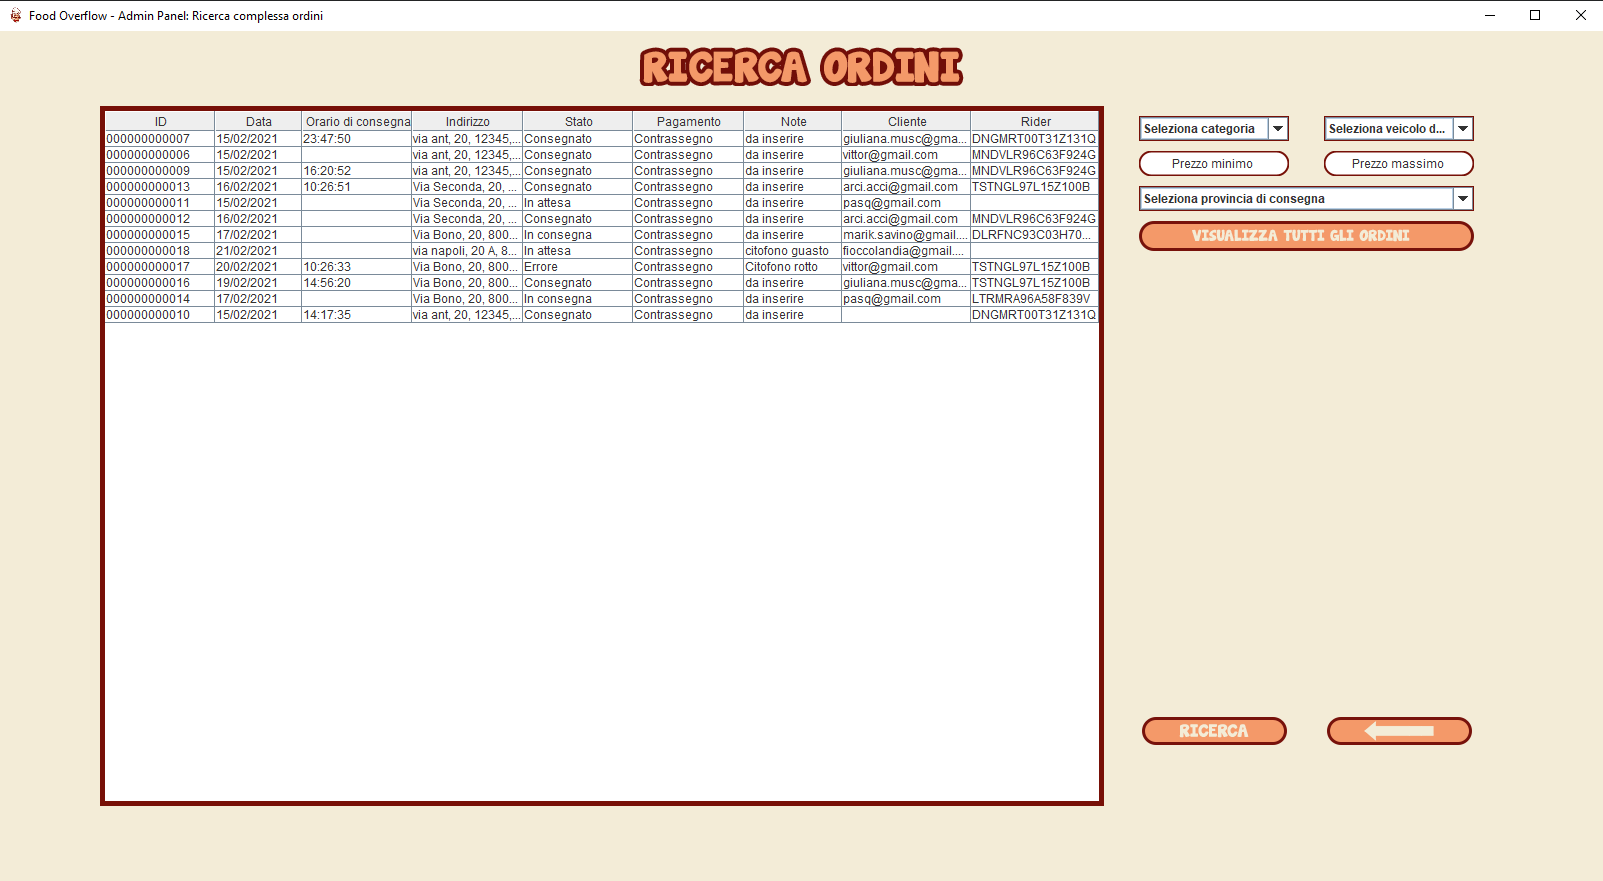 Food Overflow - Admin Panel: Ricerca complessa ordini
RICERCA ORDINI
ID Data Orario di consegna Indirizzo Stato Pagamento Note Cliente Rider
000000000007 15/02/2021 23:47:50 via ant, 20, 12345,... Consegnato Contrassegno da inserire giuliana.musc@gma... DNGMRT00T31Z131Q
000000000006 15/02/2021 via ant, 20, 12345,... Consegnato Contrassegno da inserire vittor@gmail.com MNDVLR96C63F924G
000000000009 15/02/2021 16:20:52 via ant, 20, 12345,... Consegnato Contrassegno da inserire giuliana.musc@gma... MNDVLR96C63F924G
000000000013 16/02/2021 10:26:51 Via Seconda, 20, ... Consegnato Contrassegno da inserire arci.acci@gmail.com TSTNGL97L15Z100B
000000000011 15/02/2021 Via Seconda, 20, ... In attesa Contrassegno da inserire pasq@gmail.com
000000000012 16/02/2021 Via Seconda, 20, ... Consegnato Contrassegno da inserire arci.acci@gmail.com MNDVLR96C63F924G
000000000015 17/02/2021 Via Bono, 20, 800... In consegna Contrassegno da inserire marik.savino@gmail.... DLRFNC93C03H70...
000000000018 21/02/2021 via napoli, 20 A, 8... In attesa Contrassegno citofono guasto fioccolandia@gmail....
000000000017 20/02/2021 10:26:33 Via Bono, 20, 800... Errore Contrassegno Citofono rotto vittor@gmail.com TSTNGL97L15Z100B
000000000016 19/02/2021 14:56:20 Via Bono, 20, 800... Consegnato Contrassegno da inserire giuliana.musc@gma... TSTNGL97L15Z100B
000000000014 17/02/2021 Via Bono, 20, 800... In consegna Contrassegno da inserire pasq@gmail.com LTRMRA96A58F839V
000000000010 15/02/2021 14:17:35 via ant, 20, 12345,... Consegnato Contrassegno da inserire DNGMRT00T31Z131Q
Seleziona categoria Seleziona veicolo d...
Prezzo minimo Prezzo massimo
Seleziona provincia di consegna
VISUALIZZA TUTTI GLI ORDINI
RICERCA